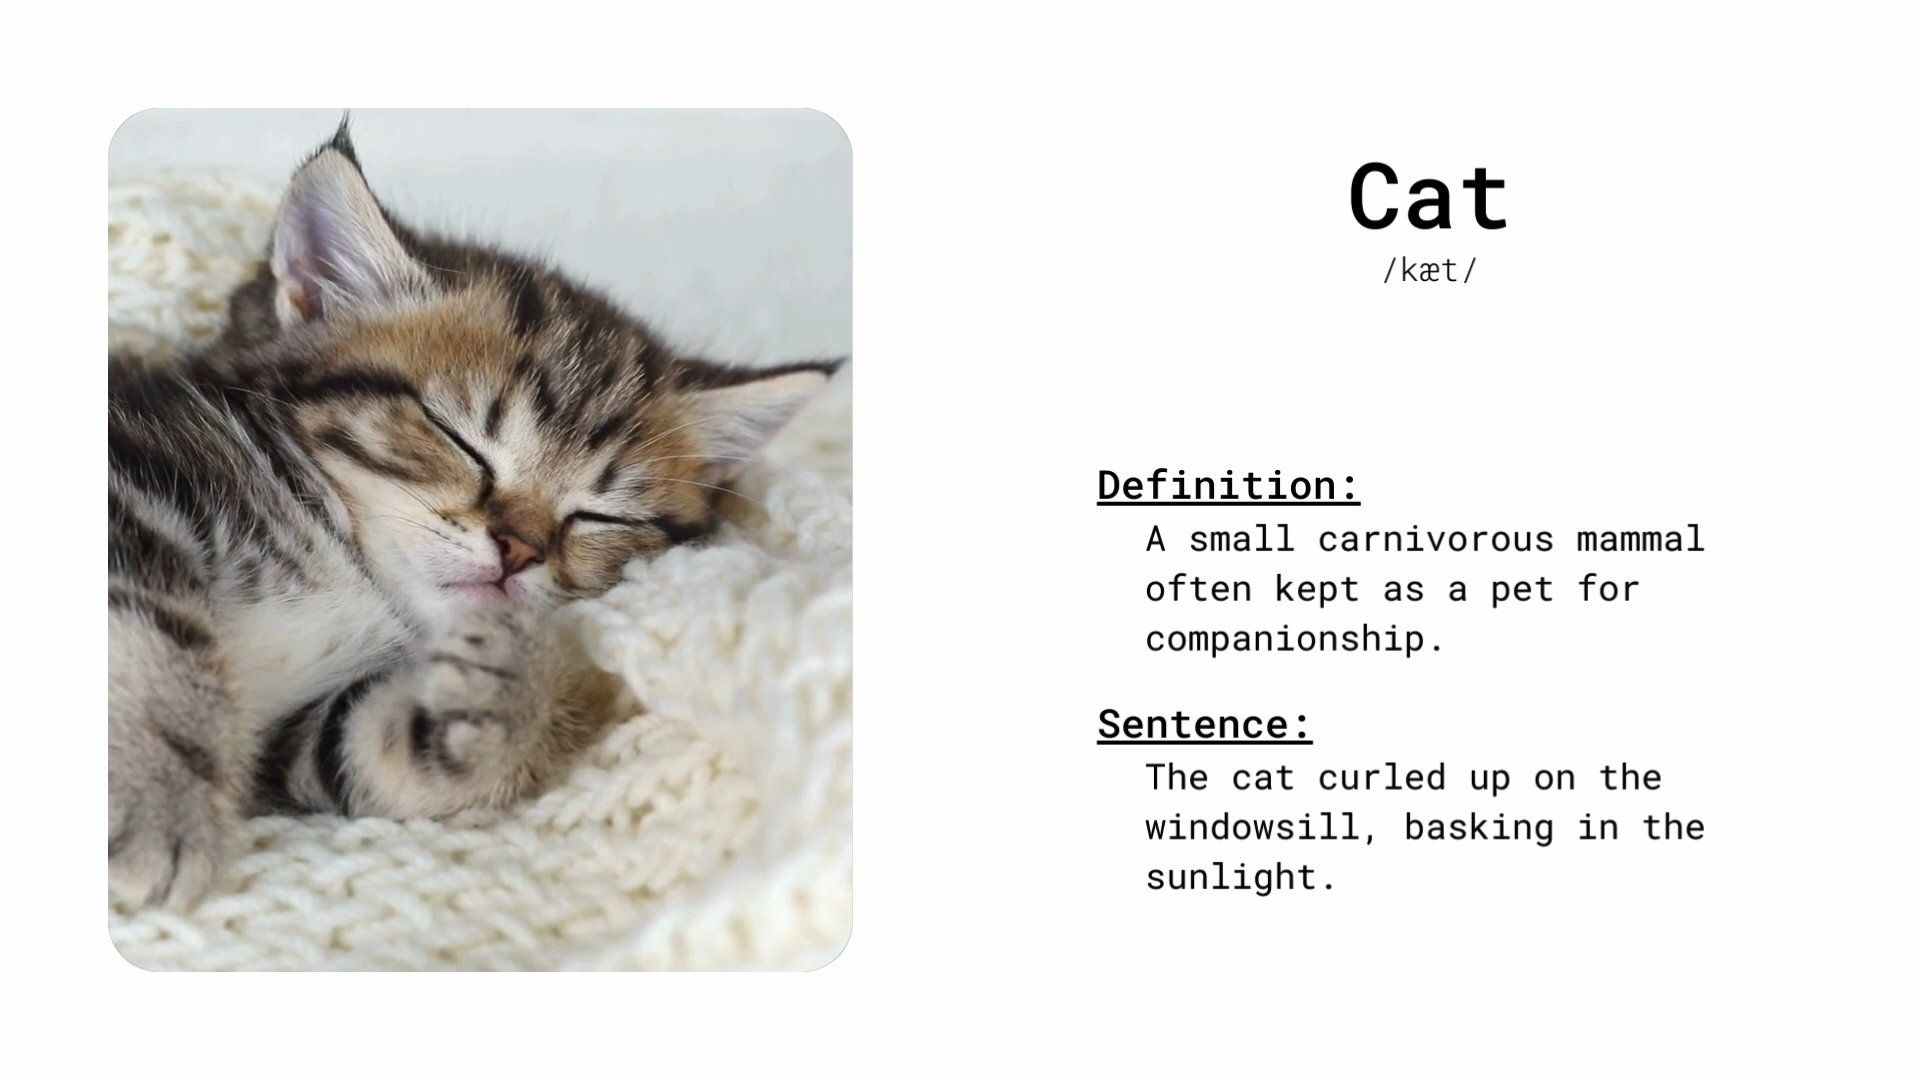 Cat
/kæt/
Definition:
A small carnivorous mammal
often kept as a pet for
companionship.
Sentence:
The cat curled up on the
windowsill, basking in the
sunlight.